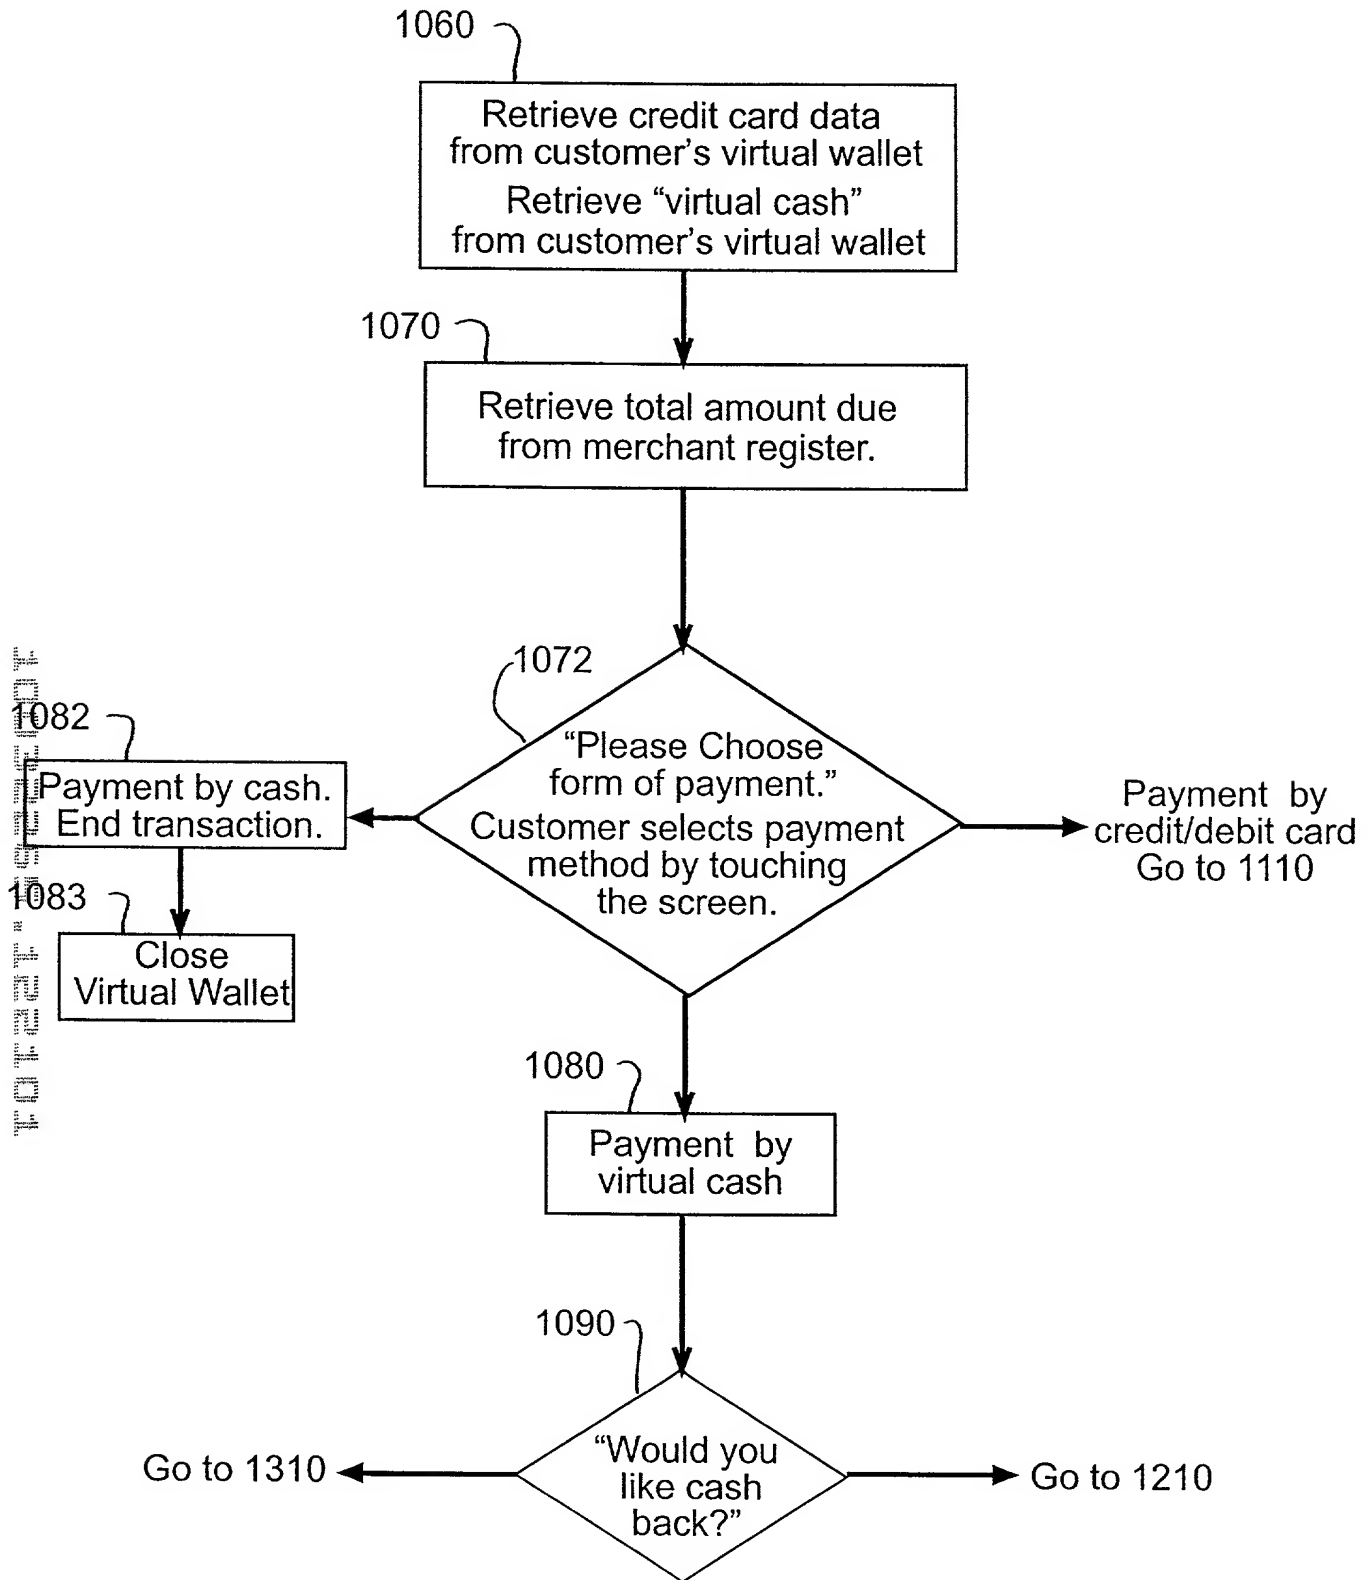 1060
Retrieve credit card data
from customer's virtual wallet
Retrieve “virtual cash”
from customer's virtual wallet
1070
Retrieve total amount due
from merchant register.
1072
“Please Choose
form of payment.”
Customer selects payment
method by touching
the screen.
1082
Payment by cash.
End transaction.
1083
Close
Virtual Wallet
Payment by
credit/debit card
Go to 1110
1080
Payment by
virtual cash
1090
“Would you
like cash
back?”
Go to 1310
Go to 1210